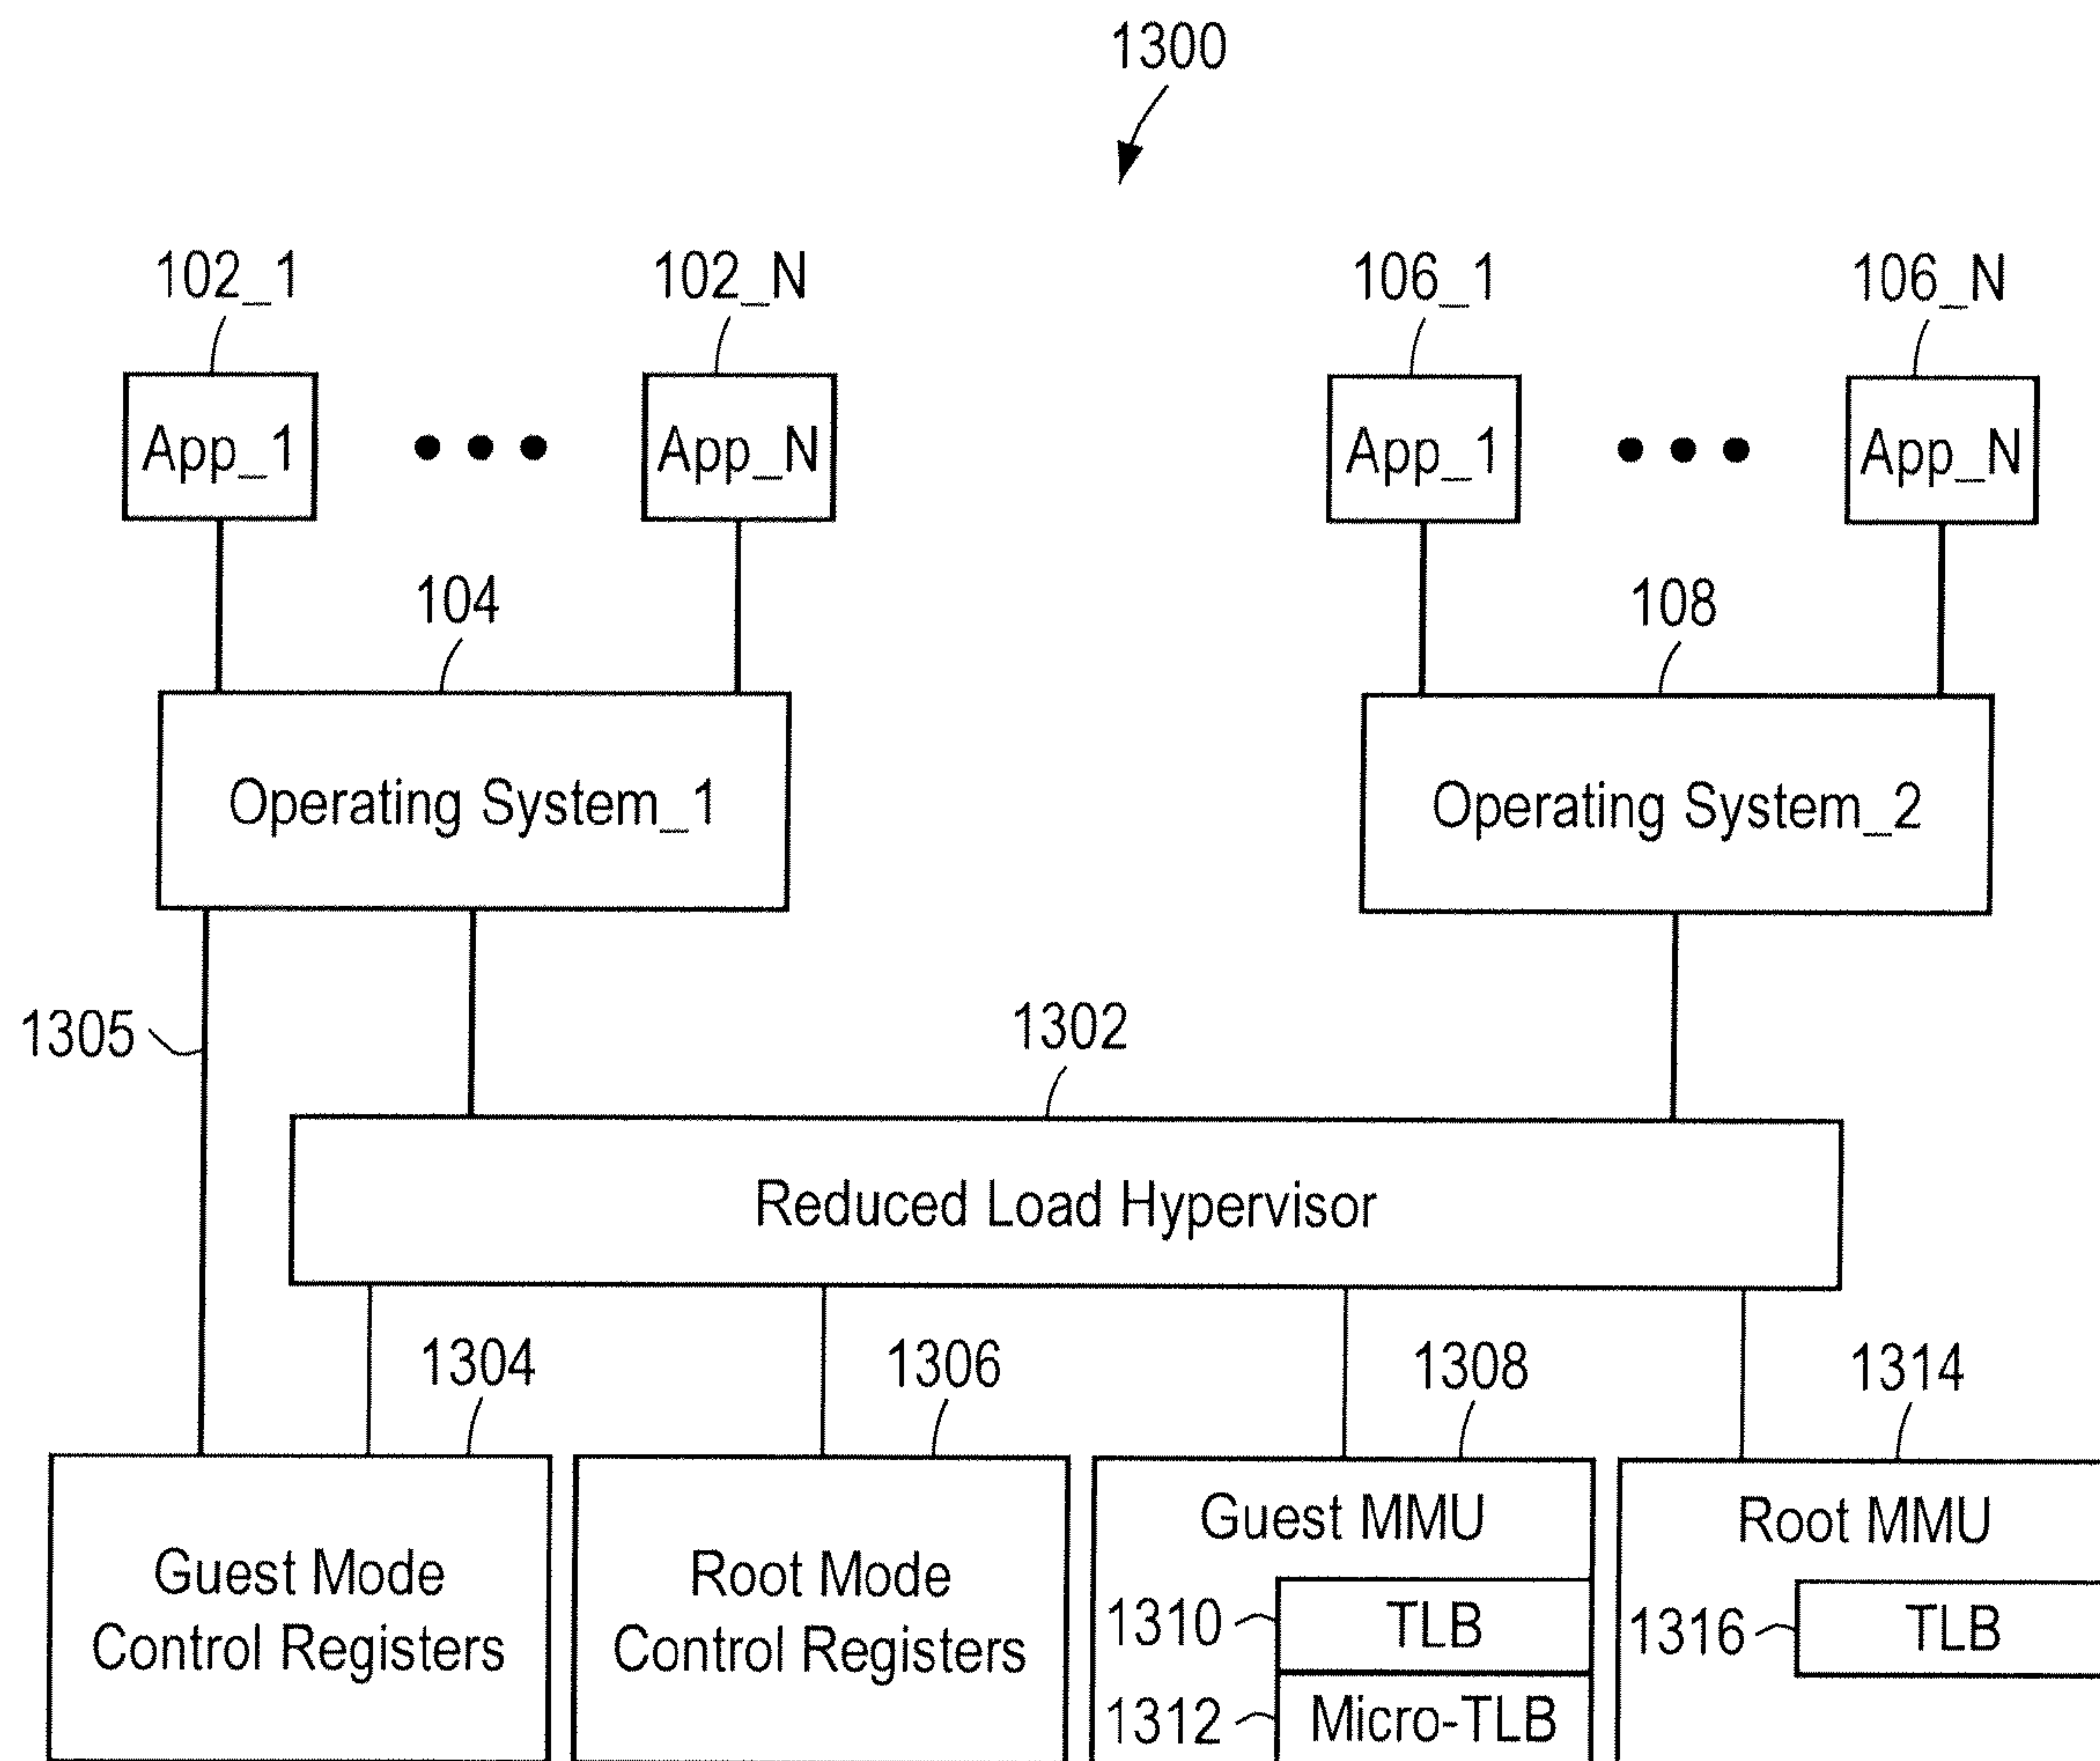 1300
102_1
102_N
106_1
106_N
App_1
App_N
App_1
App_N
104
108
Operating System_1
Operating System_2
1305
1302
Reduced Load Hypervisor
1304
1306
1308
1314
Guest Mode
Control Registers
Root Mode
Control Registers
Guest MMU
1310
TLB
1312
Micro-TLB
Root MMU
1316
TLB